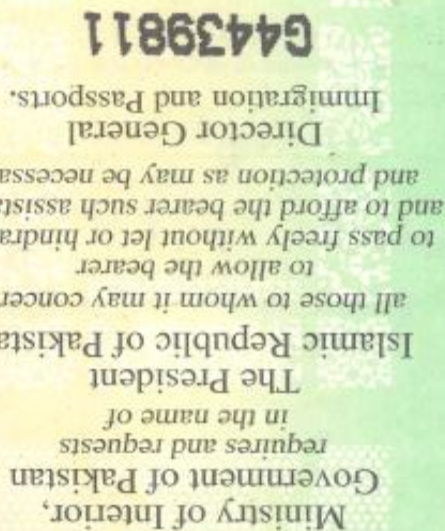 Ministry of Interior,
Government of Pakistan
requires and requests
in the name of
The President
Islamic Republic of Pakista
all those to whom it may concer
to allow the bearer
to pass freely without let or hindra
and to afford the bearer such assist
and protection as may be necessa
Director General
Immigration and Passports.
G4439811